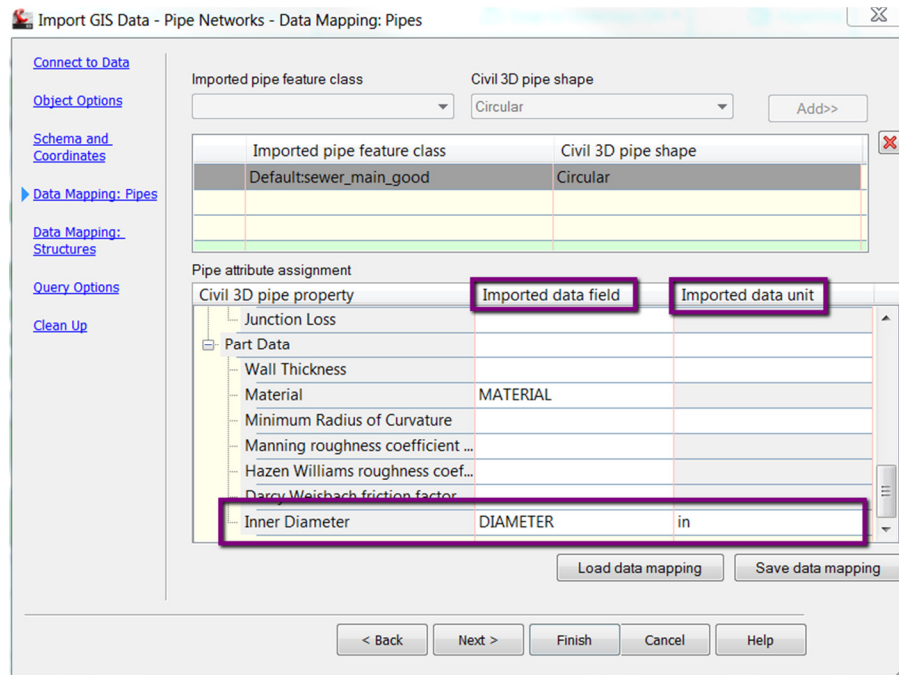 Import GIS Data - Pipe Networks - Data Mapping: Pipes
Connect to Data
Object Options
Schema and
Coordinates
Data Mapping: Pipes
Data Mapping:
Structures
Query Options
Clean Up
Imported pipe feature class
Civil 3D pipe shape
Circular
Add>>
Imported pipe feature class
Civil 3D pipe shape
Default:sewer_main_good
Circular
Pipe attribute assignment
Civil 3D pipe property
Imported data field
Imported data unit
Junction Loss
Part Data
Wall Thickness
Material
MATERIAL
Minimum Radius of Curvature
Manning roughness coefficient ...
Hazen Williams roughness coef...
Darcy Weisbach friction factor
Inner Diameter
DIAMETER
in
Load data mapping
Save data mapping
< Back
Next >
Finish
Cancel
Help